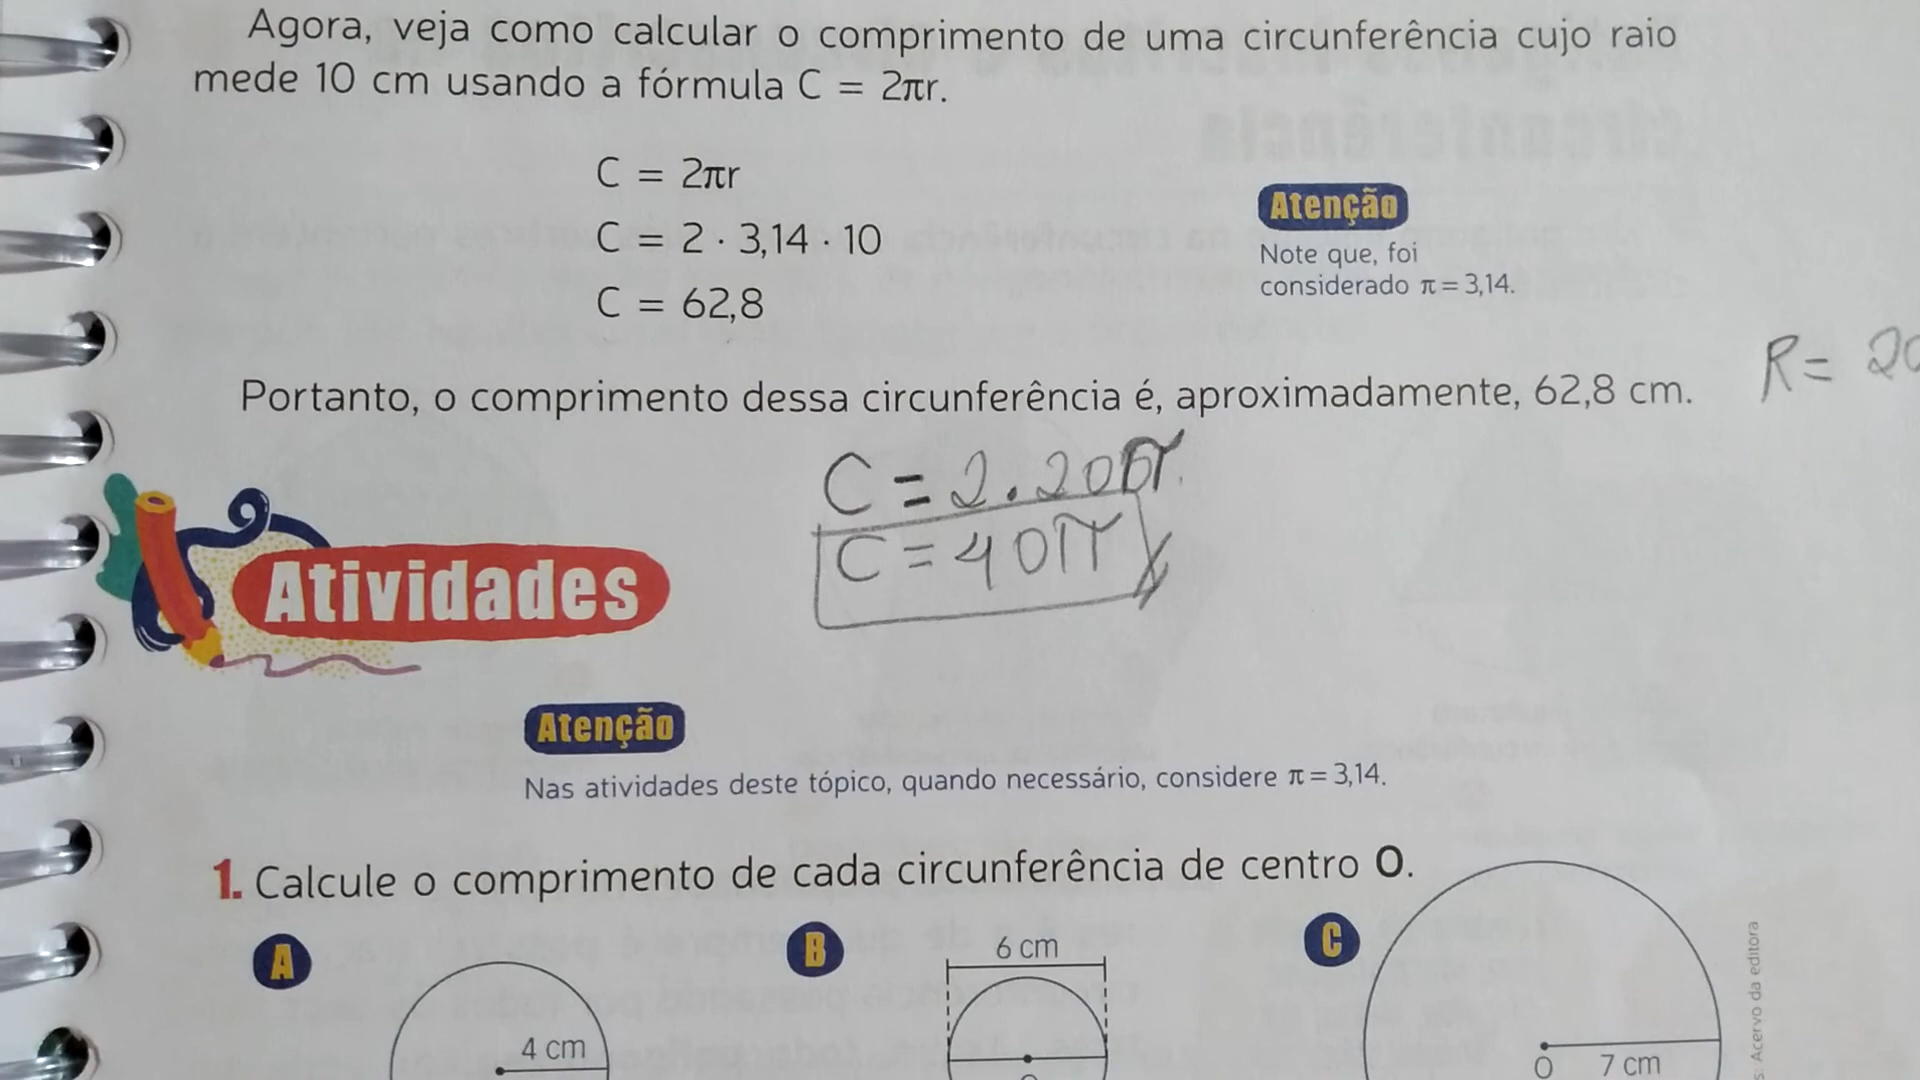 Agora, veja como calcular o comprimento de uma circunferência cujo raio
mede 10 cm usando a fórmula C = 2πr.
C = 2πr
C = 2 · 3,14 · 10
C = 62,8
Atenção
Note que, foi
considerado π = 3,14.
R = 20
Portanto, o comprimento dessa circunferência é, aproximadamente, 62,8 cm.
C = 2.20π
C = 40π
Atividades
Atenção
Nas atividades deste tópico, quando necessário, considere π = 3,14.
1. Calcule o comprimento de cada circunferência de centro O.
A
4 cm
B
6 cm
C
O 7 cm
Acervo da editora